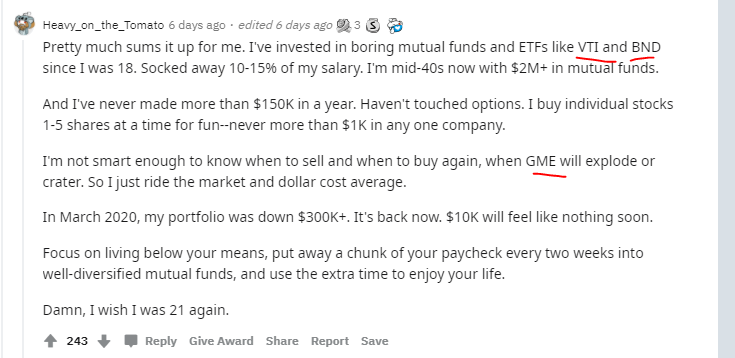 Heavy_on_the_Tomato 6 days ago · edited 6 days ago 3 S
Pretty much sums it up for me. I've invested in boring mutual funds and ETFs like VTI and BND
since I was 18. Socked away 10-15% of my salary. I'm mid-40s now with $2M+ in mutual funds.
And I've never made more than $150K in a year. Haven't touched options. I buy individual stocks
1-5 shares at a time for fun--never more than $1K in any one company.
I'm not smart enough to know when to sell and when to buy again, when GME will explode or
crater. So I just ride the market and dollar cost average.
In March 2020, my portfolio was down $300K+. It's back now. $10K will feel like nothing soon.
Focus on living below your means, put away a chunk of your paycheck every two weeks into
well-diversified mutual funds, and use the extra time to enjoy your life.
Damn, I wish I was 21 again.
243 Reply Give Award Share Report Save